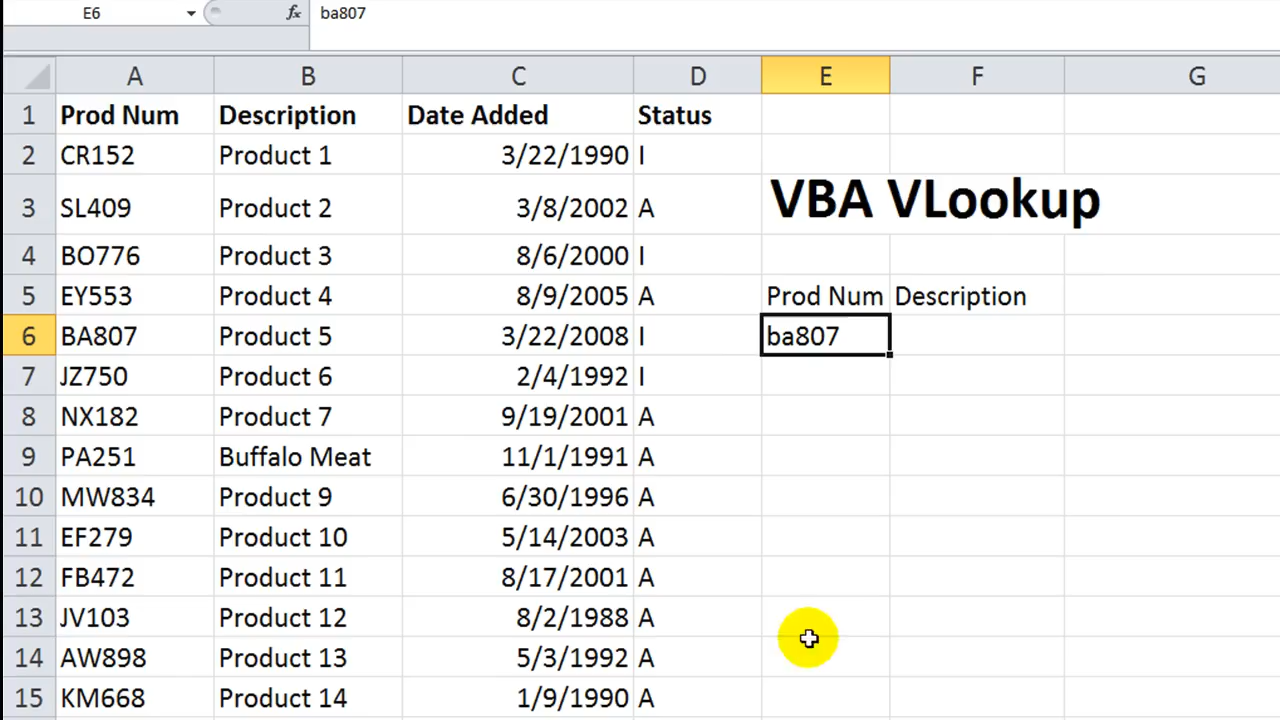 E6 fx ba807
A B C D E F G
1 Prod Num Description Date Added Status
2 CR152 Product 1 3/22/1990 I
3 SL409 Product 2 3/8/2002 A VBA VLookup
4 BO776 Product 3 8/6/2000 I
5 EY553 Product 4 8/9/2005 A Prod Num Description
6 BA807 Product 5 3/22/2008 I ba807
7 JZ750 Product 6 2/4/1992 I
8 NX182 Product 7 9/19/2001 A
9 PA251 Buffalo Meat 11/1/1991 A
10 MW834 Product 9 6/30/1996 A
11 EF279 Product 10 5/14/2003 A
12 FB472 Product 11 8/17/2001 A
13 JV103 Product 12 8/2/1988 A
14 AW898 Product 13 5/3/1992 A
15 KM668 Product 14 1/9/1990 A